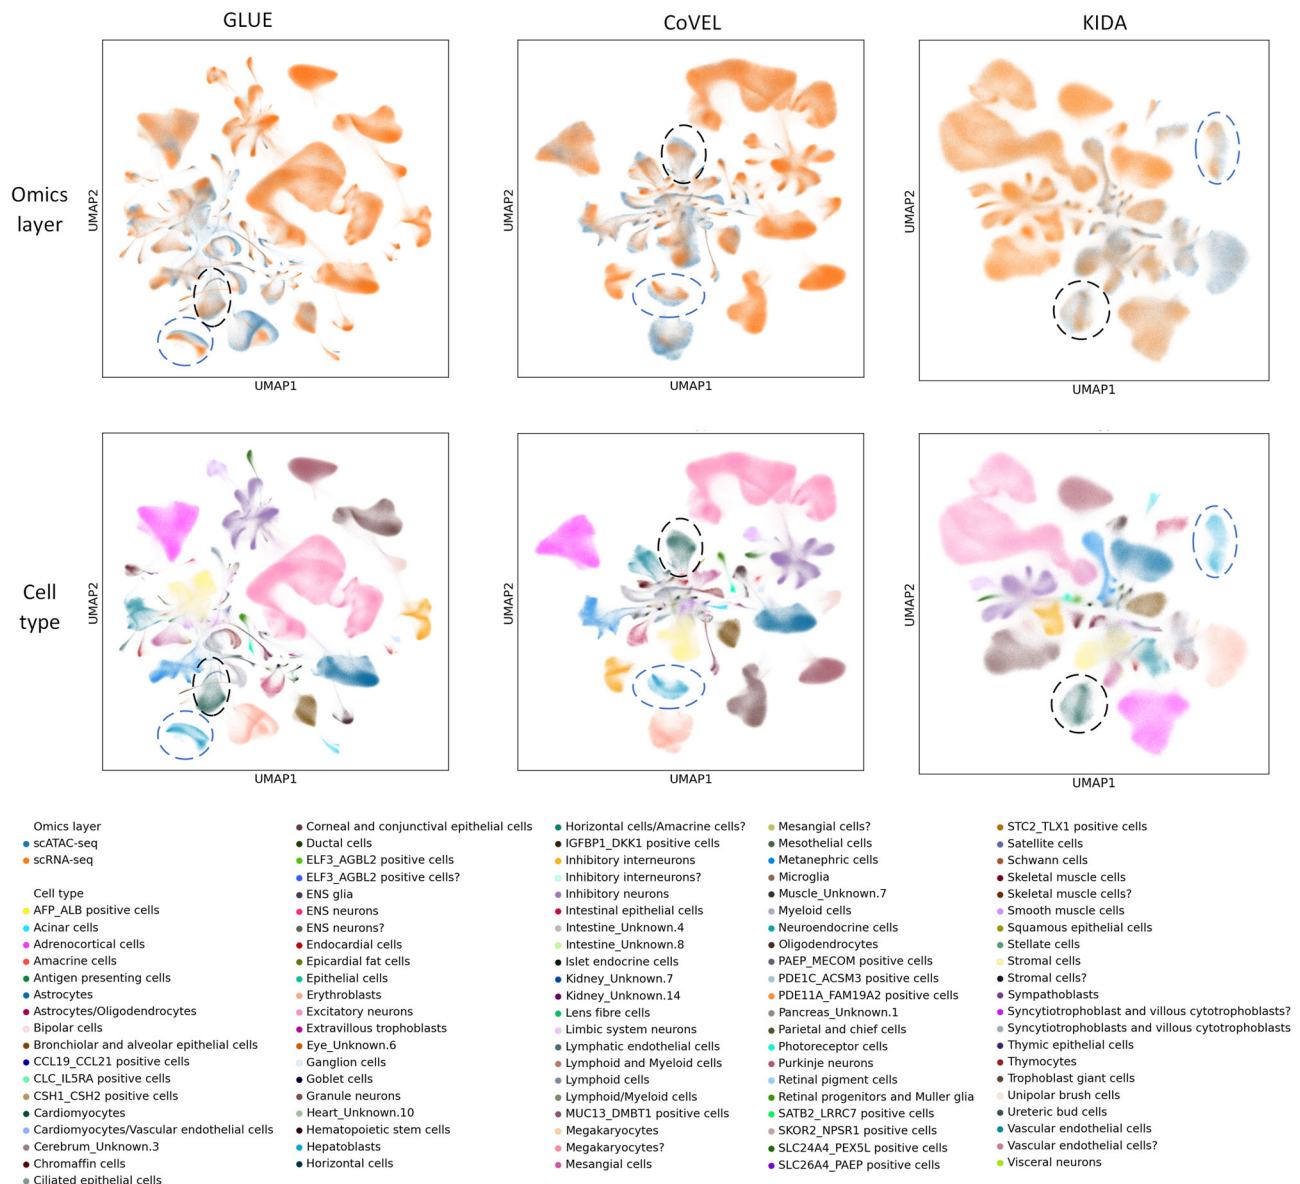 GLUE
CoVEL
KIDA
Omics
layer
UMAP2
UMAP2
UMAP2
UMAP1
UMAP1
UMAP1
Cell
type
UMAP2
UMAP2
UMAP2
UMAP1
UMAP1
UMAP1
Omics layer
scATAC-seq
scRNA-seq
Cell type
AFP_ALB positive cells
Acinar cells
Adrenocortical cells
Amacrine cells
Antigen presenting cells
Astrocytes
Astrocytes/Oligodendrocytes
Bipolar cells
Bronchiolar and alveolar epithelial cells
CCL19_CCL21 positive cells
CLC_IL5RA positive cells
CSH1_CSH2 positive cells
Cardiomyocytes
Cardiomyocytes/Vascular endothelial cells
Cerebrum_Unknown.3
Chromaffin cells
Ciliated epithelial cells
Corneal and conjunctival epithelial cells
Ductal cells
ELF3_AGBL2 positive cells
ELF3_AGBL2 positive cells?
ENS glia
ENS neurons
ENS neurons?
Endocardial cells
Epicardial fat cells
Epithelial cells
Erythroblasts
Excitatory neurons
Extravillous trophoblasts
Eye_Unknown.6
Ganglion cells
Goblet cells
Granule neurons
Heart_Unknown.10
Hematopoietic stem cells
Hepatoblasts
Horizontal cells
Horizontal cells/Amacrine cells?
IGFBP1_DKK1 positive cells
Inhibitory interneurons
Inhibitory interneurons?
Inhibitory neurons
Intestinal epithelial cells
Intestine_Unknown.4
Intestine_Unknown.8
Islet endocrine cells
Kidney_Unknown.7
Kidney_Unknown.14
Lens fibre cells
Limbic system neurons
Lymphatic endothelial cells
Lymphoid and Myeloid cells
Lymphoid cells
Lymphoid/Myeloid cells
MUC13_DMBT1 positive cells
Megakaryocytes
Megakaryocytes?
Mesangial cells
Mesangial cells?
Mesothelial cells
Metanephric cells
Microglia
Muscle_Unknown.7
Myeloid cells
Neuroendocrine cells
Oligodendrocytes
PAEP_MECOM positive cells
PDE1C_ACSM3 positive cells
PDE11A_FAM19A2 positive cells
Pancreas_Unknown.1
Parietal and chief cells
Photoreceptor cells
Purkinje neurons
Retinal pigment cells
Retinal progenitors and Muller glia
SATB2_LRRC7 positive cells
SKOR2_NPSR1 positive cells
SLC24A4_PEX5L positive cells
SLC26A4_PAEP positive cells
STC2_TLX1 positive cells
Satellite cells
Schwann cells
Skeletal muscle cells
Skeletal muscle cells?
Smooth muscle cells
Squamous epithelial cells
Stellate cells
Stromal cells
Stromal cells?
Sympathoblasts
Syncytiotrophoblast and villous cytotrophoblasts?
Syncytiotrophoblasts and villous cytotrophoblasts
Thymic epithelial cells
Thymocytes
Trophoblast giant cells
Unipolar brush cells
Ureteric bud cells
Vascular endothelial cells
Vascular endothelial cells?
Visceral neurons